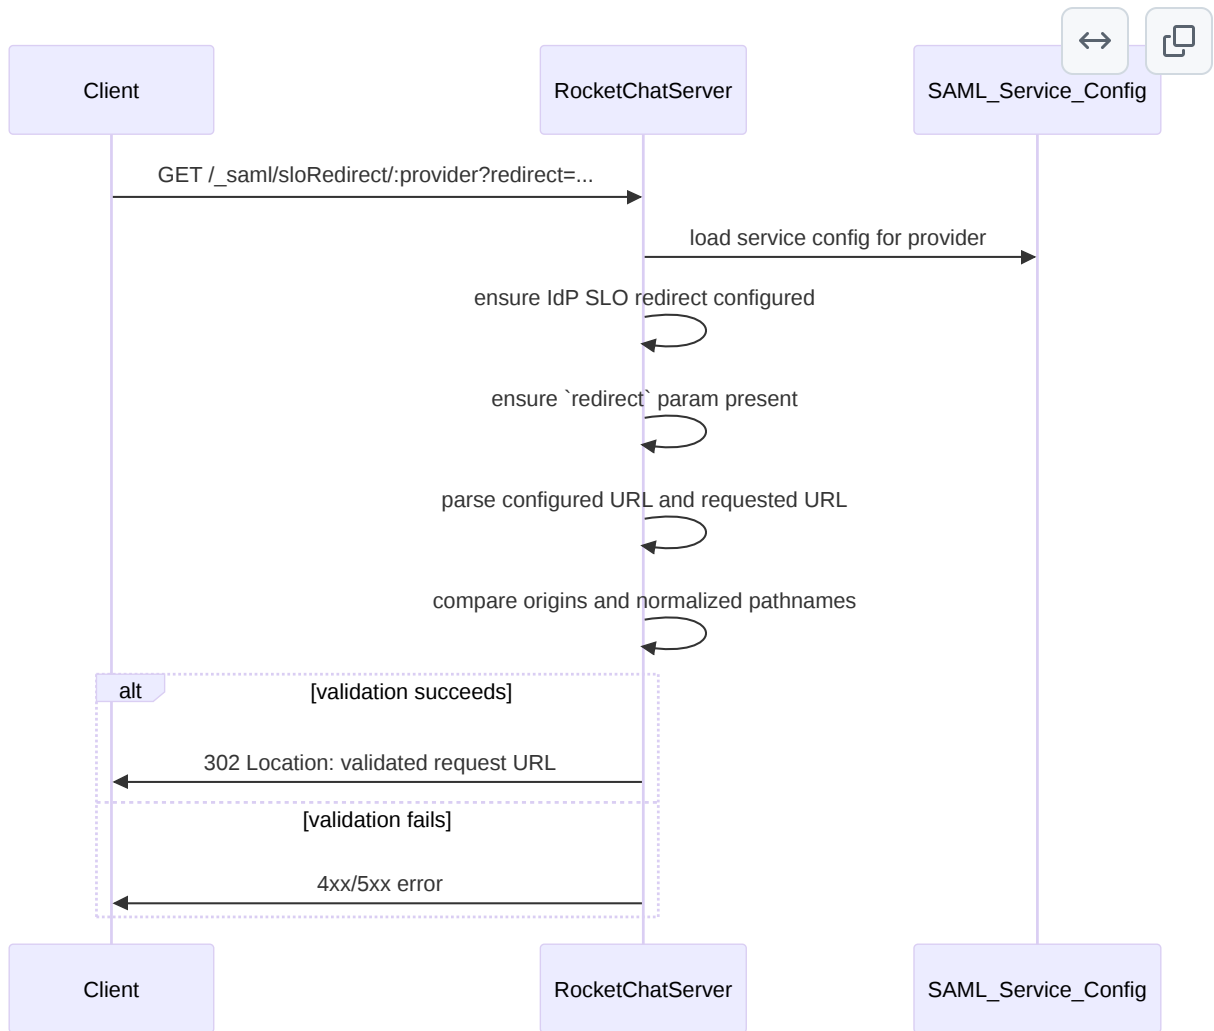 Client
RocketChatServer
SAML_Service_Config
GET /_saml/sloRedirect/:provider?redirect=...
load service config for provider
ensure IdP SLO redirect configured
ensure `redirect` param present
parse configured URL and requested URL
compare origins and normalized pathnames
alt
[validation succeeds]
302 Location: validated request URL
[validation fails]
4xx/5xx error
Client
RocketChatServer
SAML_Service_Config